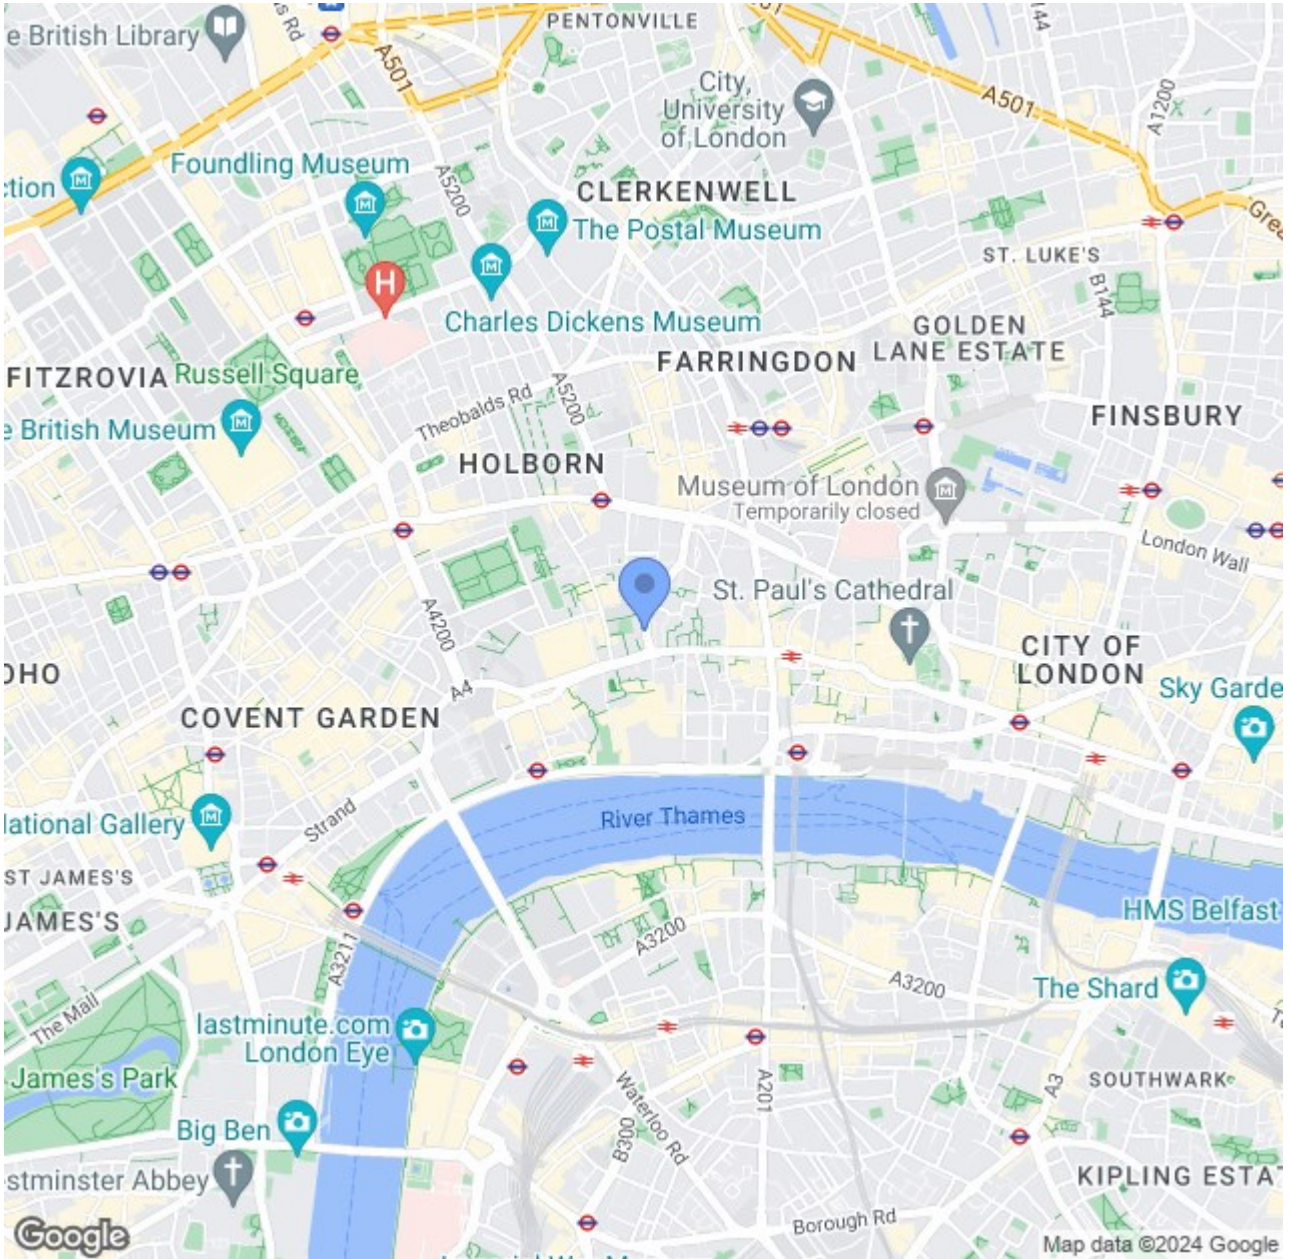 PENTONVILLE
e British Library
s Rd
A501
A501
A501
144
City,
University
of London
A1200
ction
Foundling Museum
A5200
CLERKENWELL
The Postal Museum
Grea
ST. LUKE'S
B144
H
Charles Dickens Museum
GOLDEN
LANE ESTATE
FARRINGDON
FITZROVIA
Russell Square
A5200
Theobalds Rd
FINSBURY
e British Museum
HOLBORN
Museum of London
Temporarily closed
London Wall
St. Paul's Cathedral
A4200
CITY OF
LONDON
OHO
A4
Sky Garde
COVENT GARDEN
River Thames
Strand
National Gallery
ST JAMES'S
JAMES'S
HMS Belfast
A3200
A3211
A3200
The Shard
The Mall
lastminute.com
London Eye
James's Park
A201
A3
SOUTHWARK
Waterloo Rd
B300
Big Ben
stminster Abbey
KIPLING ESTAT
Borough Rd
Google
Map data ©2024 Google